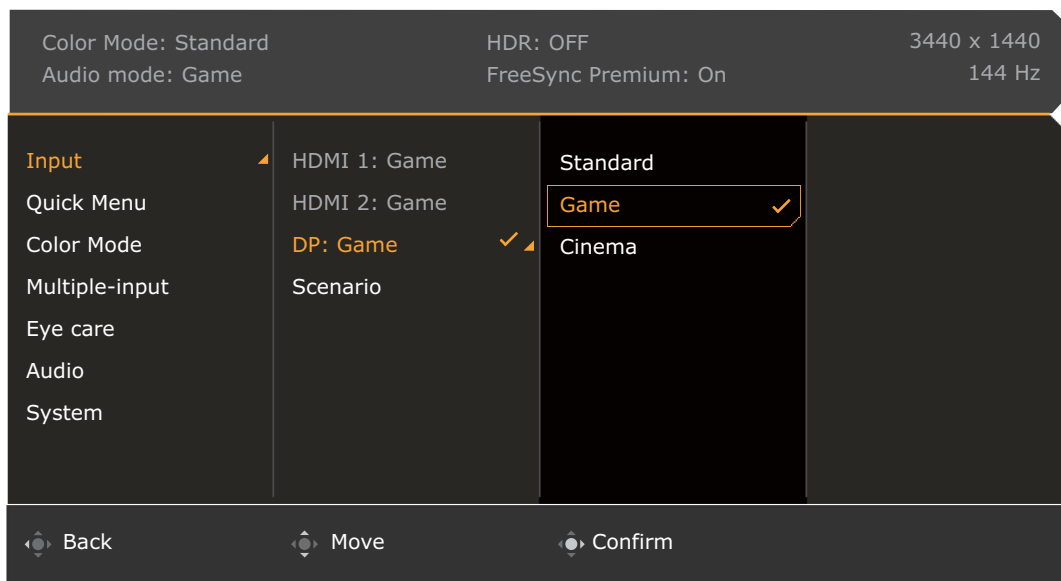 Color Mode: Standard
HDR: OFF
3440 x 1440
Audio mode: Game
FreeSync Premium: On
144 Hz
Input
Quick Menu
Color Mode
Multiple-input
Eye care
Audio
System
HDMI 1: Game
HDMI 2: Game
DP: Game
Scenario
Standard
Game
Cinema
Back
Move
Confirm